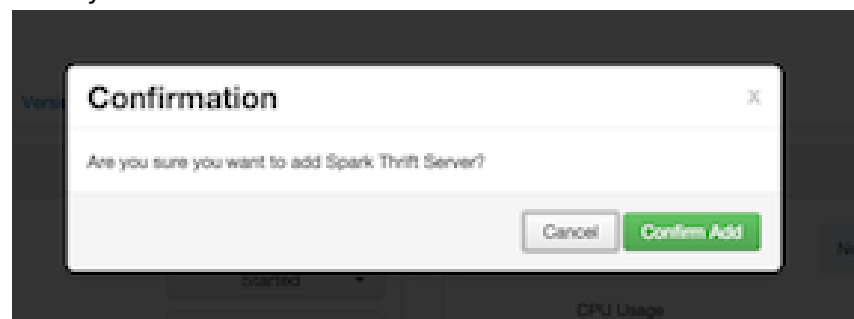 Confirmation
X
Are you sure you want to add Spark Thrift Server?
Cancel
Confirm Add
Started
CPU Usage